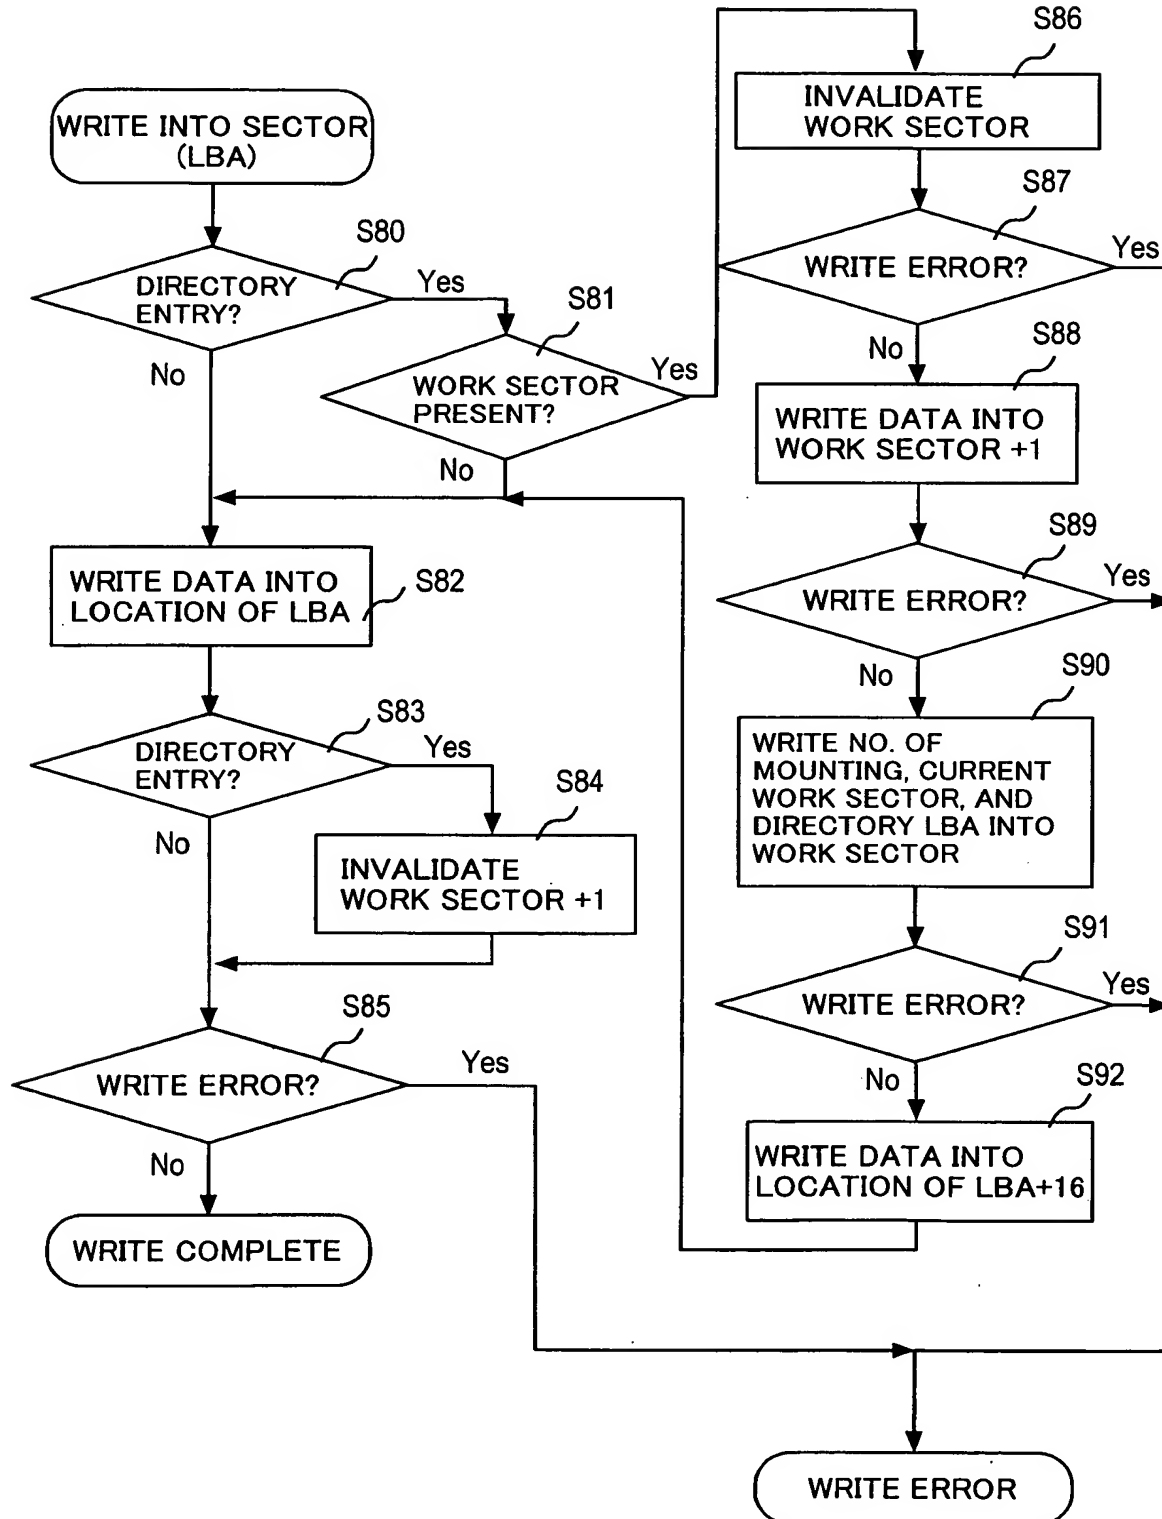 WRITE INTO SECTOR
(LBA)
S80
DIRECTORY
ENTRY?
Yes
No
S81
WORK SECTOR
PRESENT?
Yes
No
WRITE DATA INTO
LOCATION OF LBA
S82
S83
DIRECTORY
ENTRY?
Yes
No
S84
INVALIDATE
WORK SECTOR +1
S85
WRITE ERROR?
Yes
No
WRITE COMPLETE
S86
INVALIDATE
WORK SECTOR
S87
WRITE ERROR?
Yes
No
S88
WRITE DATA INTO
WORK SECTOR +1
S89
WRITE ERROR?
Yes
No
S90
WRITE NO. OF
MOUNTING, CURRENT
WORK SECTOR, AND
DIRECTORY LBA INTO
WORK SECTOR
S91
WRITE ERROR?
Yes
No
S92
WRITE DATA INTO
LOCATION OF LBA+16
WRITE ERROR